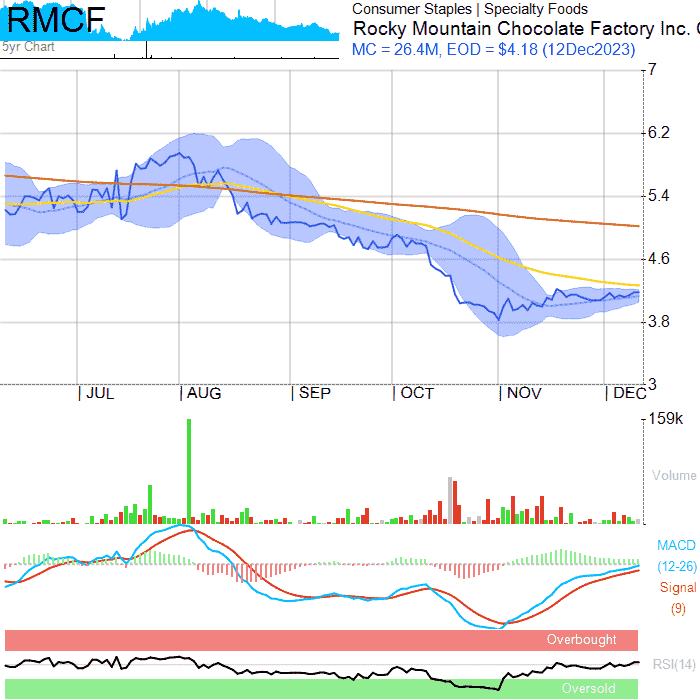 RMCF
5yr Chart
Consumer Staples | Specialty Foods
Rocky Mountain Chocolate Factory Inc. (
MC = 26.4M, EOD = $4.18 (12Dec2023)
7
6.2
5.4
4.6
3.8
3
JUL
AUG
SEP
OCT
NOV
DEC
159k
Volume
MACD
(12-26)
Signal
(9)
Overbought
RSI(14)
Oversold